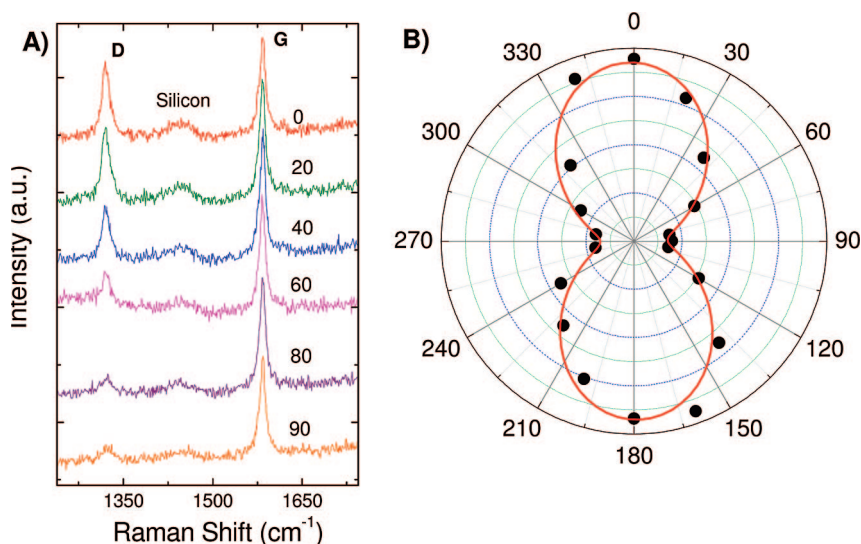 A)
D
G
Silicon
0
20
40
60
80
90
Intensity (a.u.)
1350 1500 1650
Raman Shift (cm⁻¹)
B)
0
330 30
300 60
270 90
240 120
210 150
180